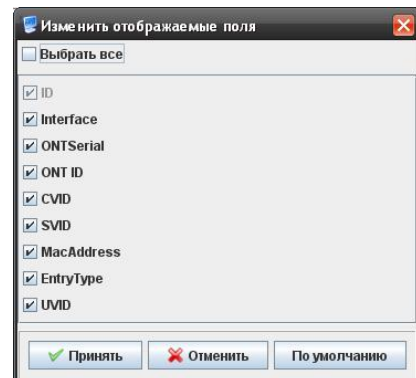 Изменить отображаемые поля
Выбрать все
ID
Interface
ONTSerial
ONT ID
CVID
SVID
MacAddress
EntryType
UVID
Принять Отменить По умолчанию